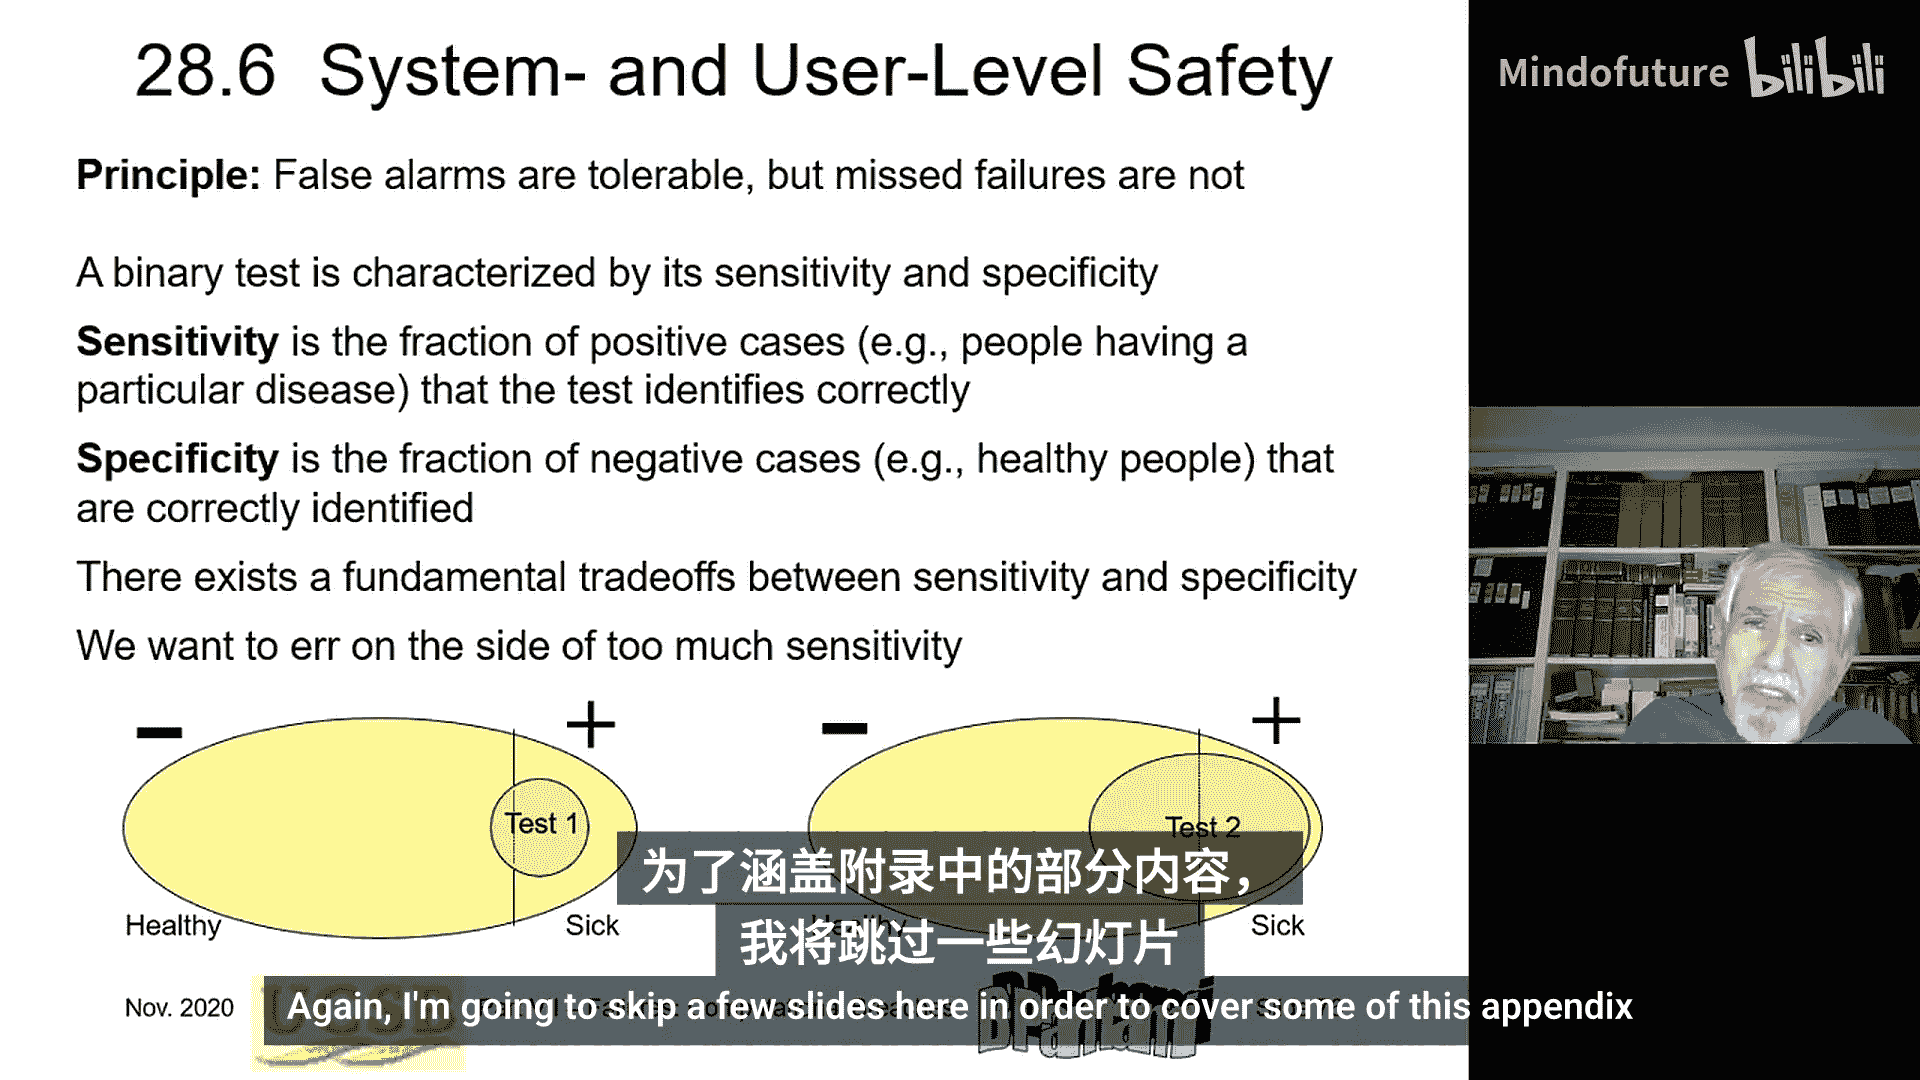 28.6 System- and User-Level Safety
Mindofuture bilibili
Principle: False alarms are tolerable, but missed failures are not
A binary test is characterized by its sensitivity and specificity
Sensitivity is the fraction of positive cases (e.g., people having a
particular disease) that the test identifies correctly
Specificity is the fraction of negative cases (e.g., healthy people) that
are correctly identified
There exists a fundamental tradeoffs between sensitivity and specificity
We want to err on the side of too much sensitivity
– +
– +
Test 1
Test 2
Healthy Sick
Healthy Sick
为了涵盖附录中的部分内容，
我将跳过一些幻灯片
Nov. 2020
UCSB
BParhami
Again, I'm going to skip a few slides here in order to cover some of this appendix